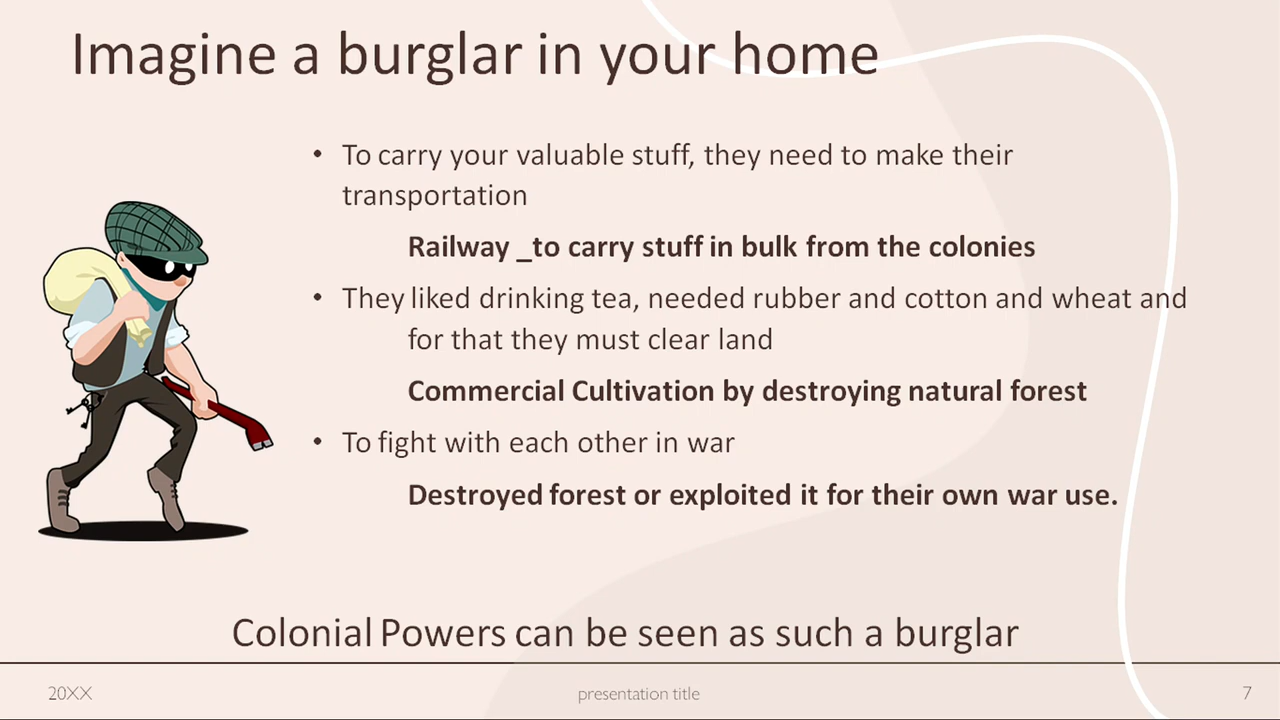 Imagine a burglar in your home
• To carry your valuable stuff, they need to make their
transportation
Railway _to carry stuff in bulk from the colonies
• They liked drinking tea, needed rubber and cotton and wheat and
for that they must clear land
Commercial Cultivation by destroying natural forest
• To fight with each other in war
Destroyed forest or exploited it for their own war use.
Colonial Powers can be seen as such a burglar
20XX
presentation title
7